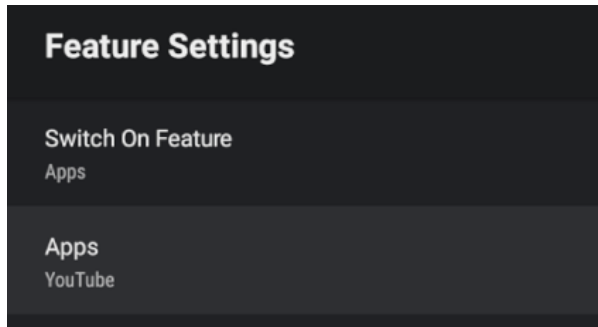 Feature Settings
Switch On Feature
Apps
Apps
YouTube